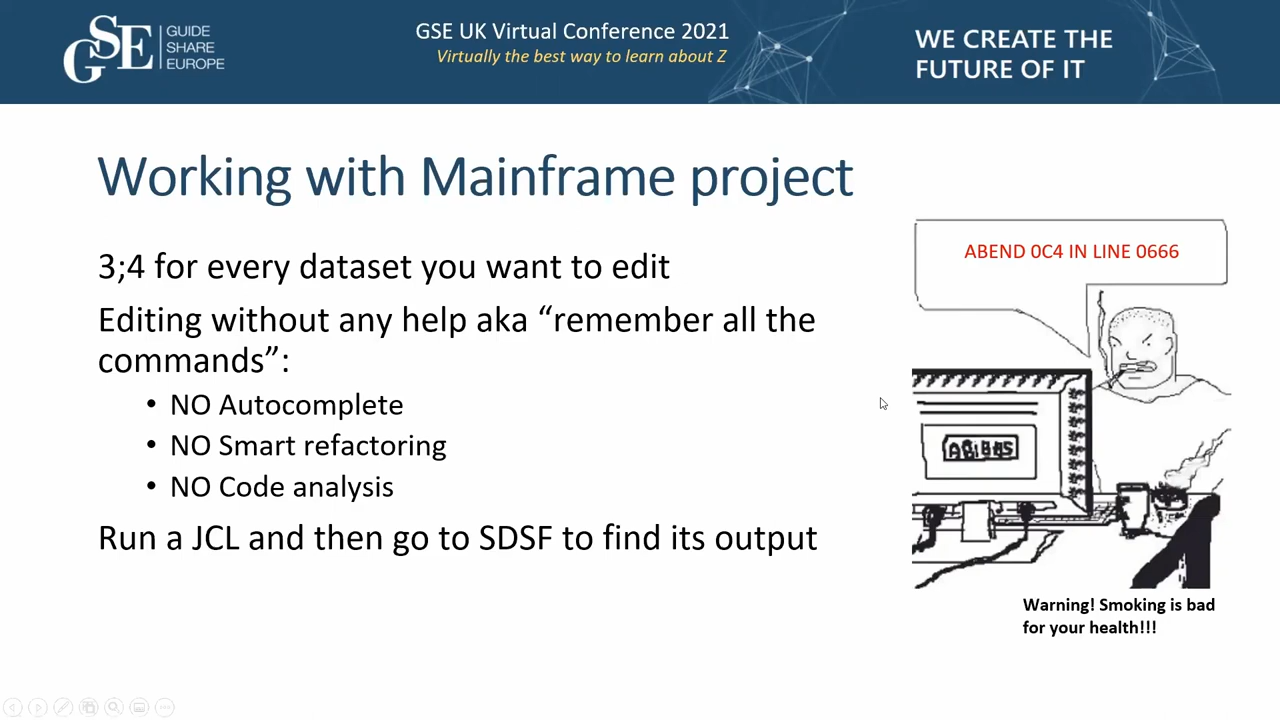 GSE
GUIDE
SHARE
EUROPE
GSE UK Virtual Conference 2021
Virtually the best way to learn about Z
WE CREATE THE
FUTURE OF IT
Working with Mainframe project
3;4 for every dataset you want to edit
Editing without any help aka “remember all the
commands”:
• NO Autocomplete
• NO Smart refactoring
• NO Code analysis
Run a JCL and then go to SDSF to find its output
ABEND 0C4 IN LINE 0666
Warning! Smoking is bad
for your health!!!